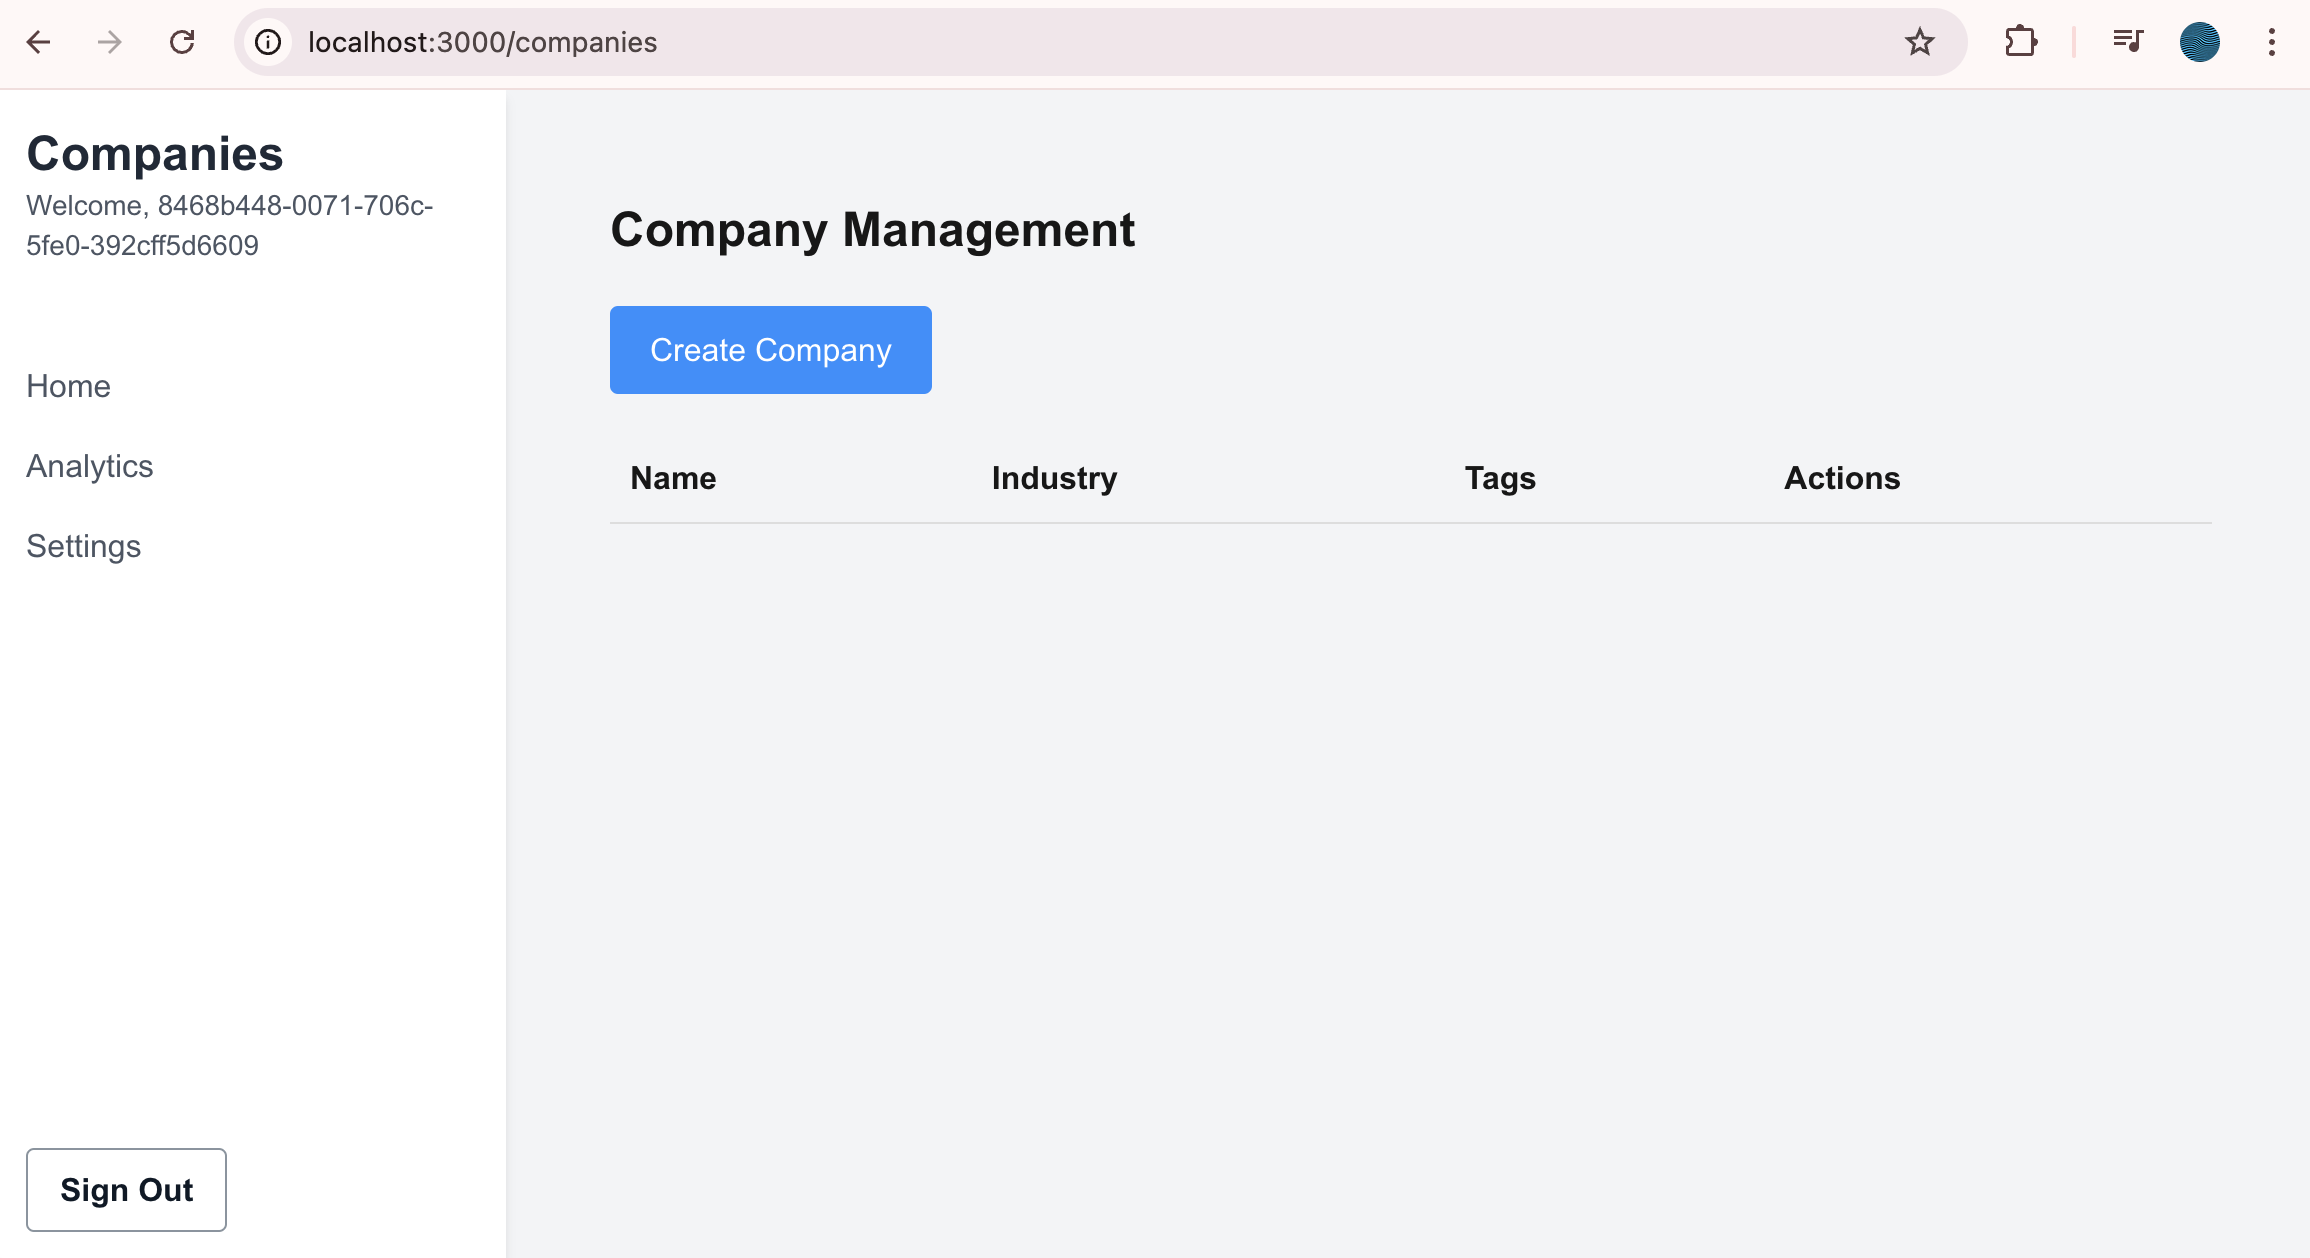 localhost:3000/companies
Companies
Welcome, 8468b448-0071-706c-
5fe0-392cff5d6609
Home
Analytics
Settings
Sign Out
Company Management
Create Company
Name Industry Tags Actions